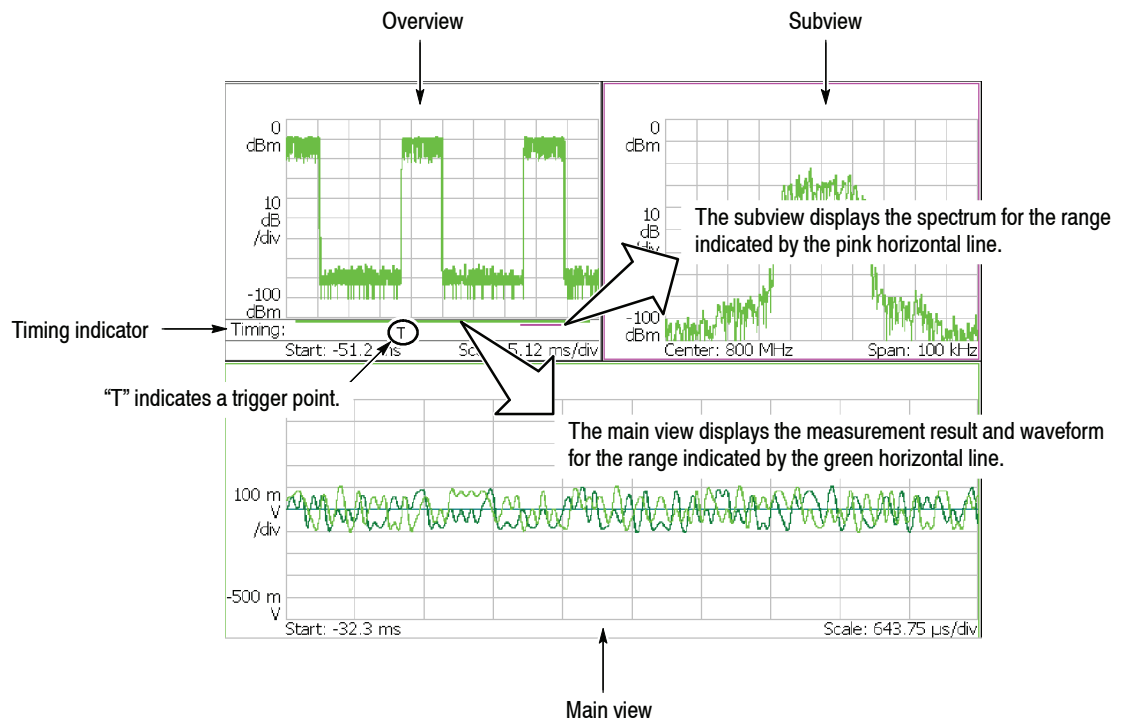 Overview
Subview
0
dBm
10
dB
/div
-100
dBm
Timing:
T
Start: -51.2 ms
5.12 ms/div
0
dBm
10
dB
/div
-100
dBm
Center: 800 MHz
Span: 100 kHz
The subview displays the spectrum for the range
indicated by the pink horizontal line.
Timing indicator
“T” indicates a trigger point.
The main view displays the measurement result and waveform
for the range indicated by the green horizontal line.
100 m
V
/div
-500 m
V
Start: -32.3 ms
Scale: 643.75 µs/div
Main view